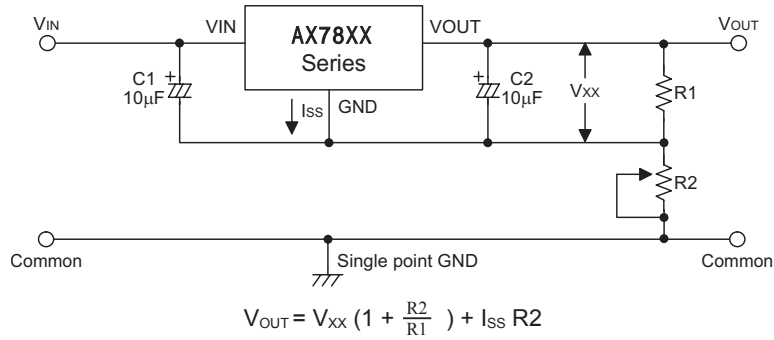 VIN
VIN
AX78XX
Series
VOUT
VOUT
C1
10μF
ISS
GND
C2
10μF
VXX
R1
R2
Common
Single point GND
Common
VOUT = VXX (1 + R2/R1 ) + ISS R2